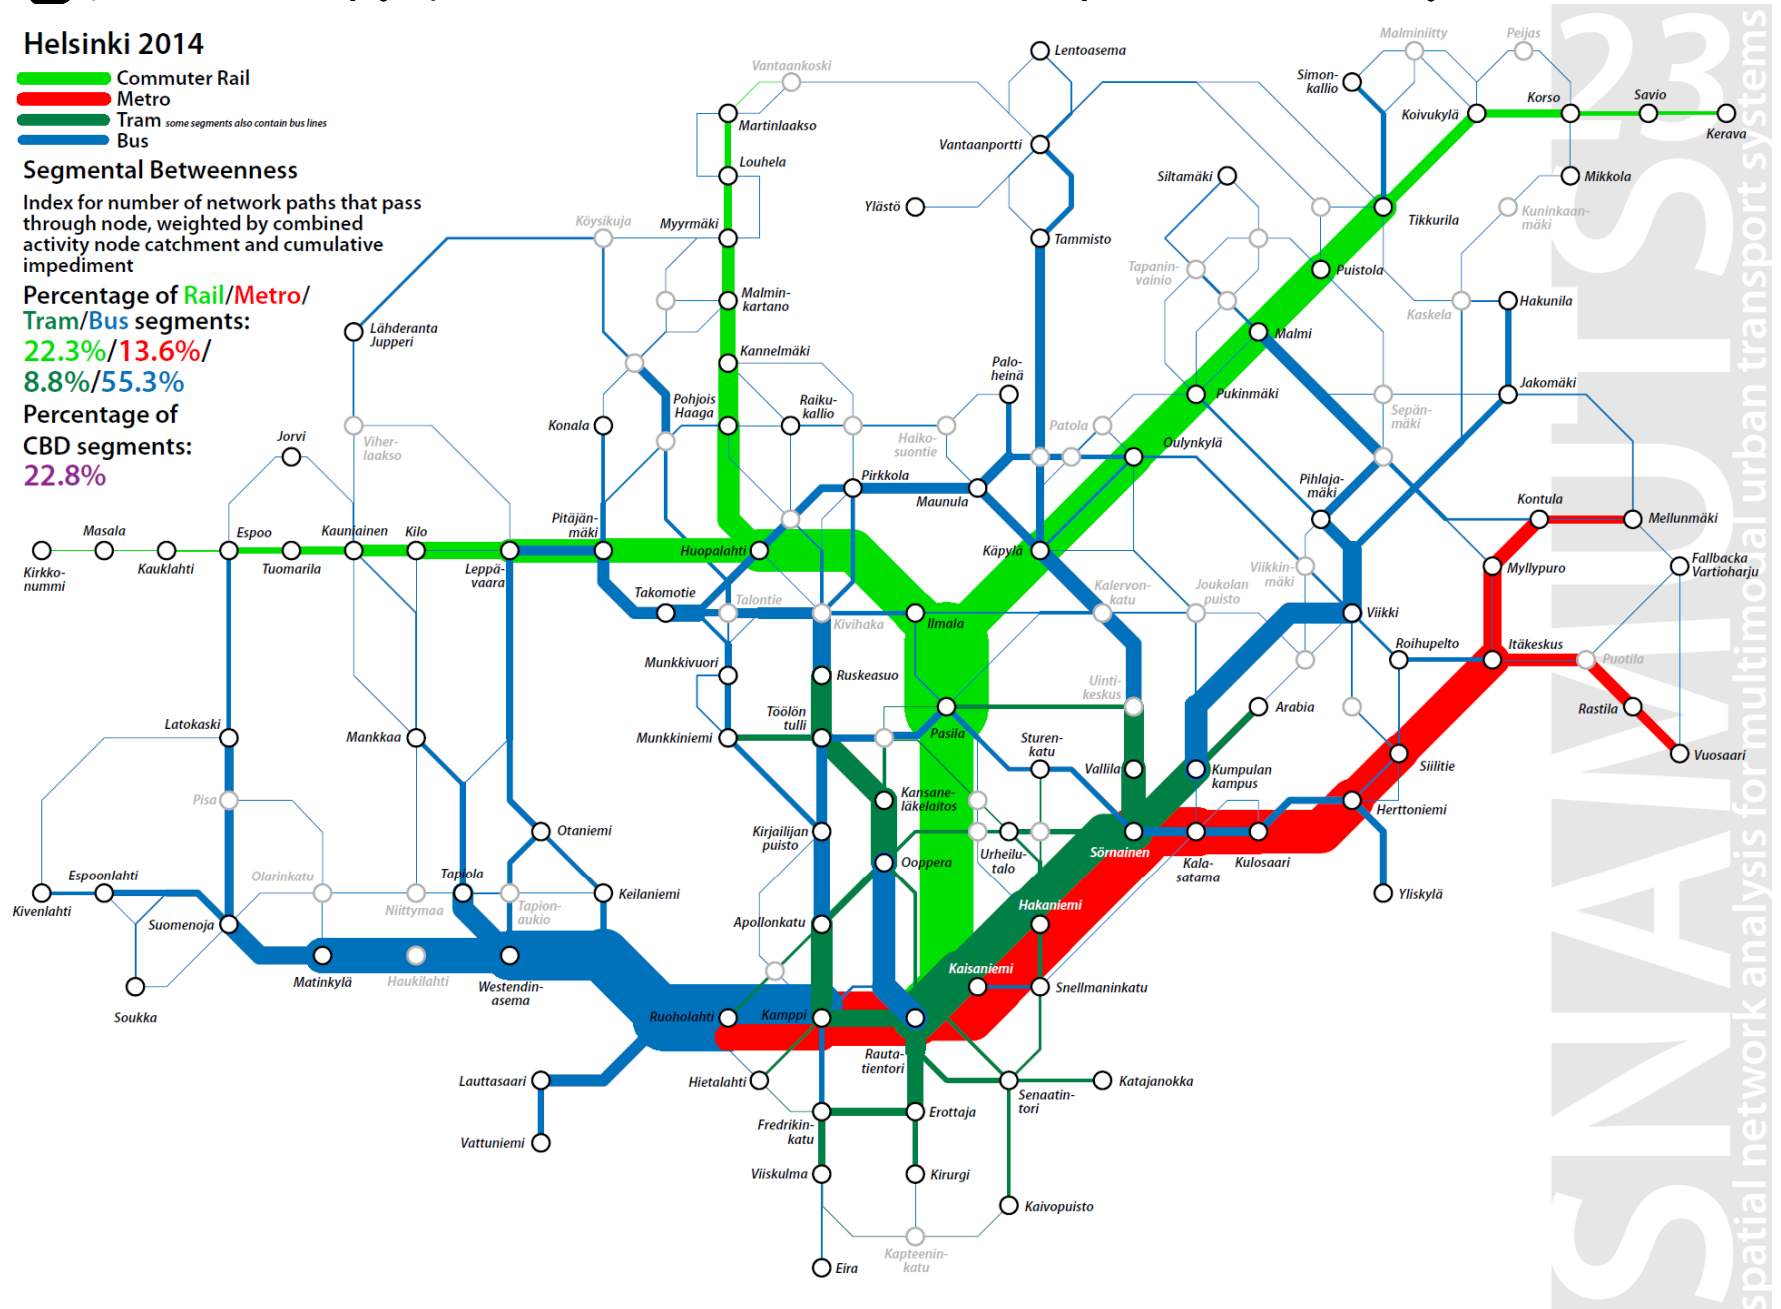 Helsinki 2014
Commuter Rail
Metro
Tram some segments also contain bus lines
Bus
Segmental Betweenness
Index for number of network paths that pass
through node, weighted by combined
activity node catchment and cumulative
impediment
Percentage of Rail/Metro/
Tram/Bus segments:
22.3%/13.6%/
8.8%/55.3%
Percentage of
CBD segments:
22.8%
Lentoasema
Vantaankoski
Malminiitty
Peijas
Simon-
kallio
Koivukylä
Korso
Savio
Kerava
Martinlaakso
Vantaanportti
Louhela
Siltamäki
Mikkola
Ylästö
Köysikuja
Myyrmäki
Tammisto
Tikkurila
Kuninkaan-
mäki
Tapanin-
vainio
Puistola
Malmin-
kartano
Kaskela
Hakunila
Lähderanta
Jupperi
Malmi
Kannelmäki
Palo-
heinä
Pohjois
Haaga
Raiku-
kallio
Pukinmäki
Jakomäki
Sepän-
mäki
Konala
Haiko-
suontie
Patola
Oulynkylä
Viher-
laakso
Jorvi
Pirkkola
Maunula
Pihlaja-
mäki
Kontula
Mellunmäki
Masala
Espoo
Kauniainen
Kilo
Pitäjän-
mäki
Huopalahti
Käpylä
Kirkko-
nummi
Kauklahti
Tuomarila
Leppä-
vaara
Viikkin-
mäki
Myllypuro
Fallbacka
Vartioharju
Takomotie
Talontie
Kivihaka
Ilmala
Kalervon-
katu
Joukolan
puisto
Viikki
Munkkivuori
Ruskeasuo
Roihupelto
Itäkeskus
Puotila
Uinti-
keskus
Latokaski
Mankkaa
Munkkiniemi
Töölön
tulli
Pasila
Arabia
Rastila
Sturen-
katu
Vallila
Kumpulan
kampus
Siilitie
Vuosaari
Pisa
Kansane-
läkelaitos
Herttoniemi
Otaniemi
Kirjailijan
puisto
Ooppera
Urheilu-
talo
Sörnainen
Kala-
satama
Kulosaari
Espoonlahti
Olarinkatu
Tapiola
Kivenlahti
Niittymaa
Tapion-
aukio
Keilaniemi
Yliskylä
Suomenoja
Apollonkatu
Hakaniemi
Matinkylä
Haukilahti
Westendin-
asema
Kaisaniemi
Snellmaninkatu
Soukka
Ruoholahti
Kamppi
Rauta-
tientori
Lauttasaari
Hietalahti
Senaatin-
tori
Katajanokka
Fredrikin-
katu
Erottaja
Vattuniemi
Viiskulma
Kirurgi
Kaivopuisto
Kapteenin-
katu
Eira
SNAMUTS 23
spatial network analysis for multimodal urban transport systems